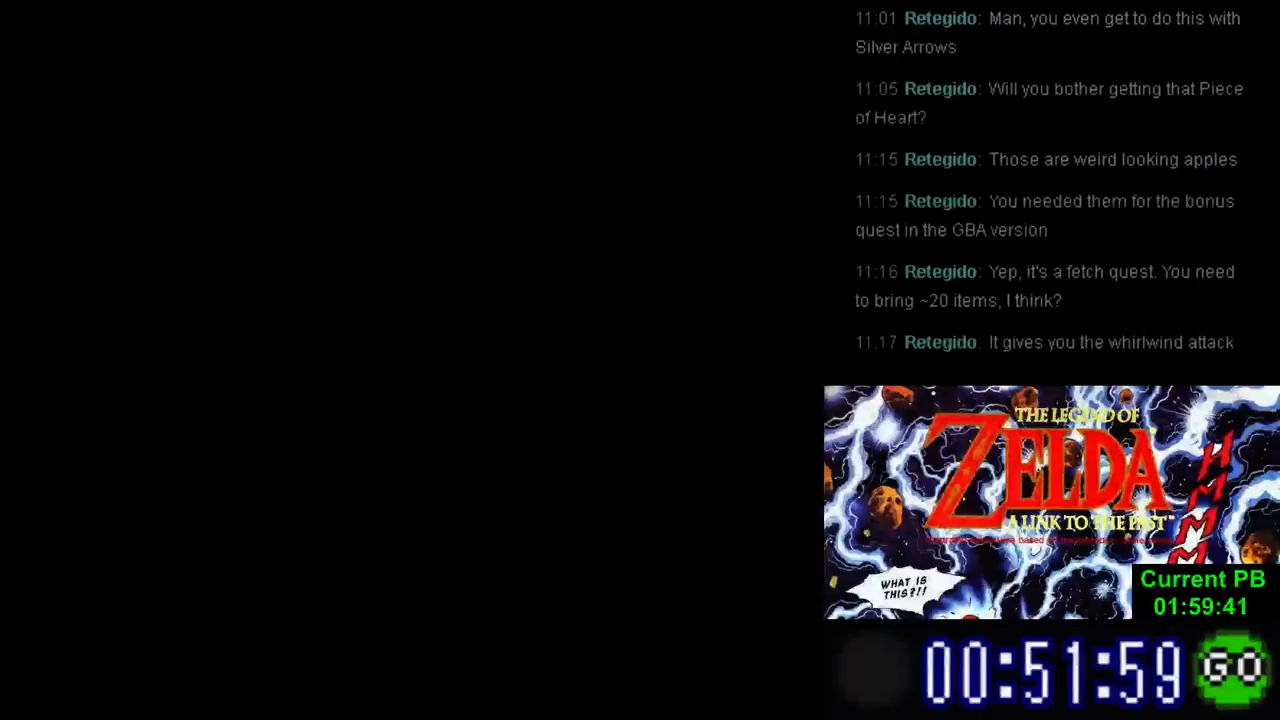 11:01 Retegido: Man, you even get to do this with
Silver Arrows
11:05 Retegido: Will you bother getting that Piece
of Heart?
11:15 Retegido: Those are weird looking apples
11:15 Retegido: You needed them for the bonus
quest in the GBA version
11:16 Retegido: Yep, it's a fetch quest. You need
to bring ~20 items, I think?
11:17 Retegido: It gives you the whirlwind attack
THE LEGEND OF
ZELDA
A LINK TO THE PAST
HMMM
WHAT IS
THIS?!!
Current PB
01:59:41
00:51:59
GO